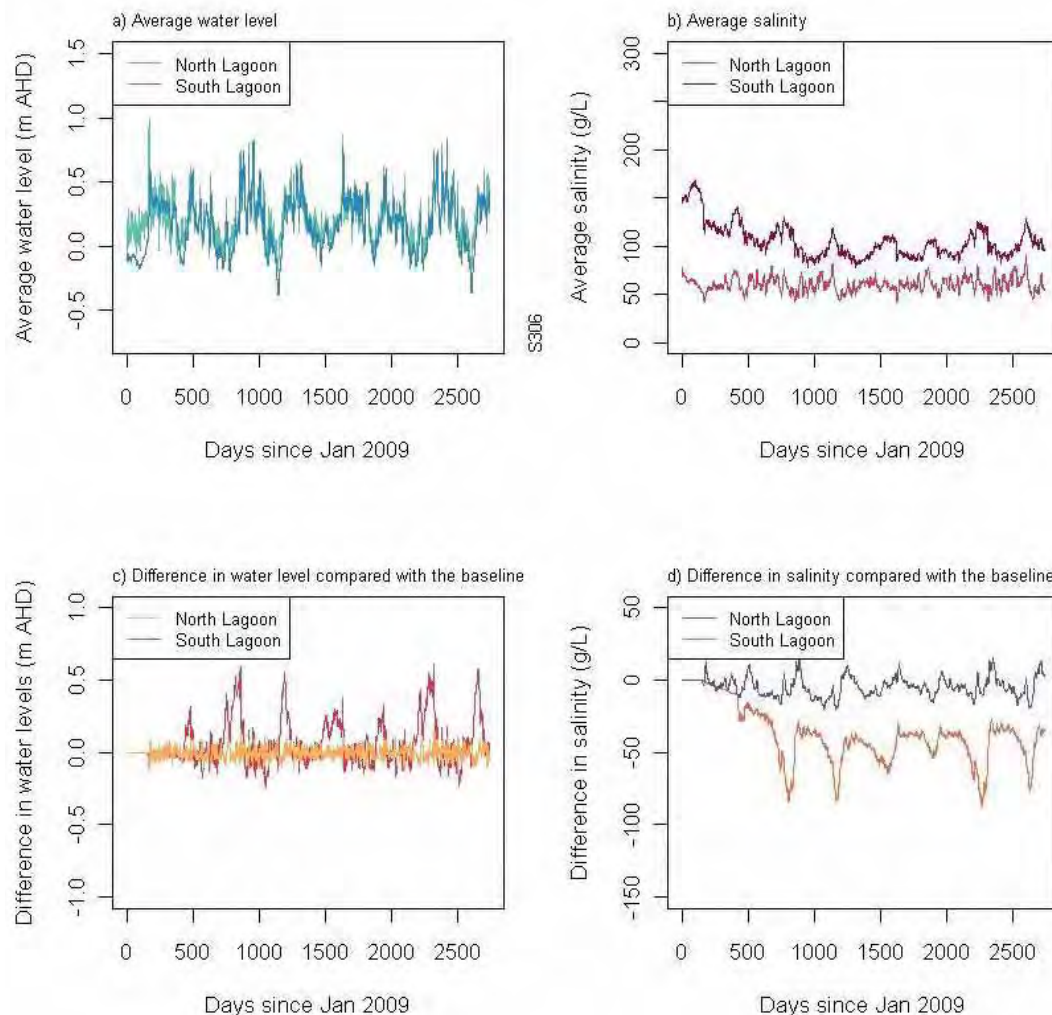 a) Average water level
North Lagoon
South Lagoon
Average water level (m AHD)
1.5
1.0
0.5
0.0
-0.5
0 500 1000 1500 2000 2500
Days since Jan 2009
S306
b) Average salinity
North Lagoon
South Lagoon
Average salinity (g/L)
300
200
100
50
0
0 500 1000 1500 2000 2500
Days since Jan 2009
c) Difference in water level compared with the baseline
North Lagoon
South Lagoon
Difference in water levels (m AHD)
1.0
0.5
0.0
-0.5
-1.0
0 500 1000 1500 2000 2500
Days since Jan 2009
d) Difference in salinity compared with the baseline
North Lagoon
South Lagoon
Difference in salinity (g/L)
50
0
-50
-100
-150
0 500 1000 1500 2000 2500
Days since Jan 2009